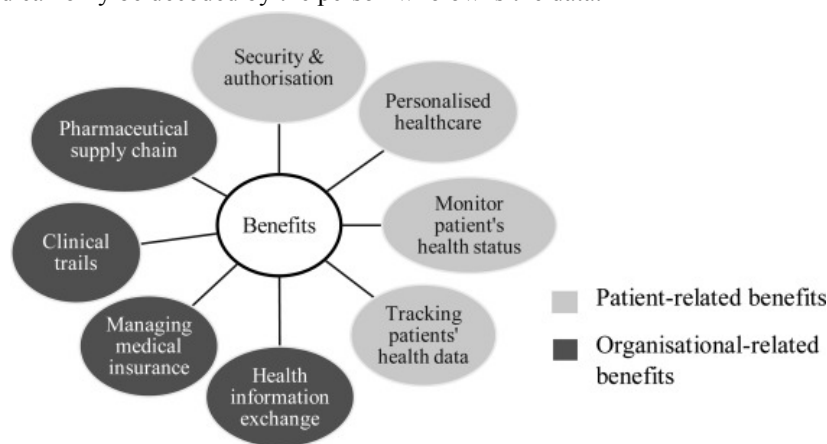 Security &
authorisation
Personalised
healthcare
Pharmaceutical
supply chain
Benefits
Monitor
patient's
health status
Clinical
trails
Managing
medical
insurance
Tracking
patients'
health data
Health
information
exchange
Patient-related benefits
Organisational-related
benefits